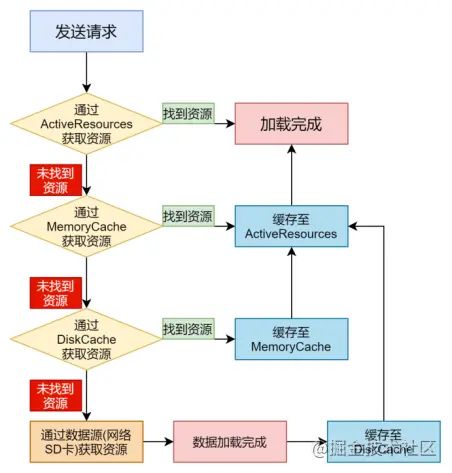 发送请求
通过
ActiveResources
获取资源
找到资源
加载完成
未找到
资源
通过
MemoryCache
获取资源
找到资源
缓存至
ActiveResources
未找到
资源
通过
DiskCache
获取资源
找到资源
缓存至
MemoryCache
未找到
资源
通过数据源(网络
SD卡)获取资源
数据加载完成
缓存至
DiskCache
@掘金技术社区